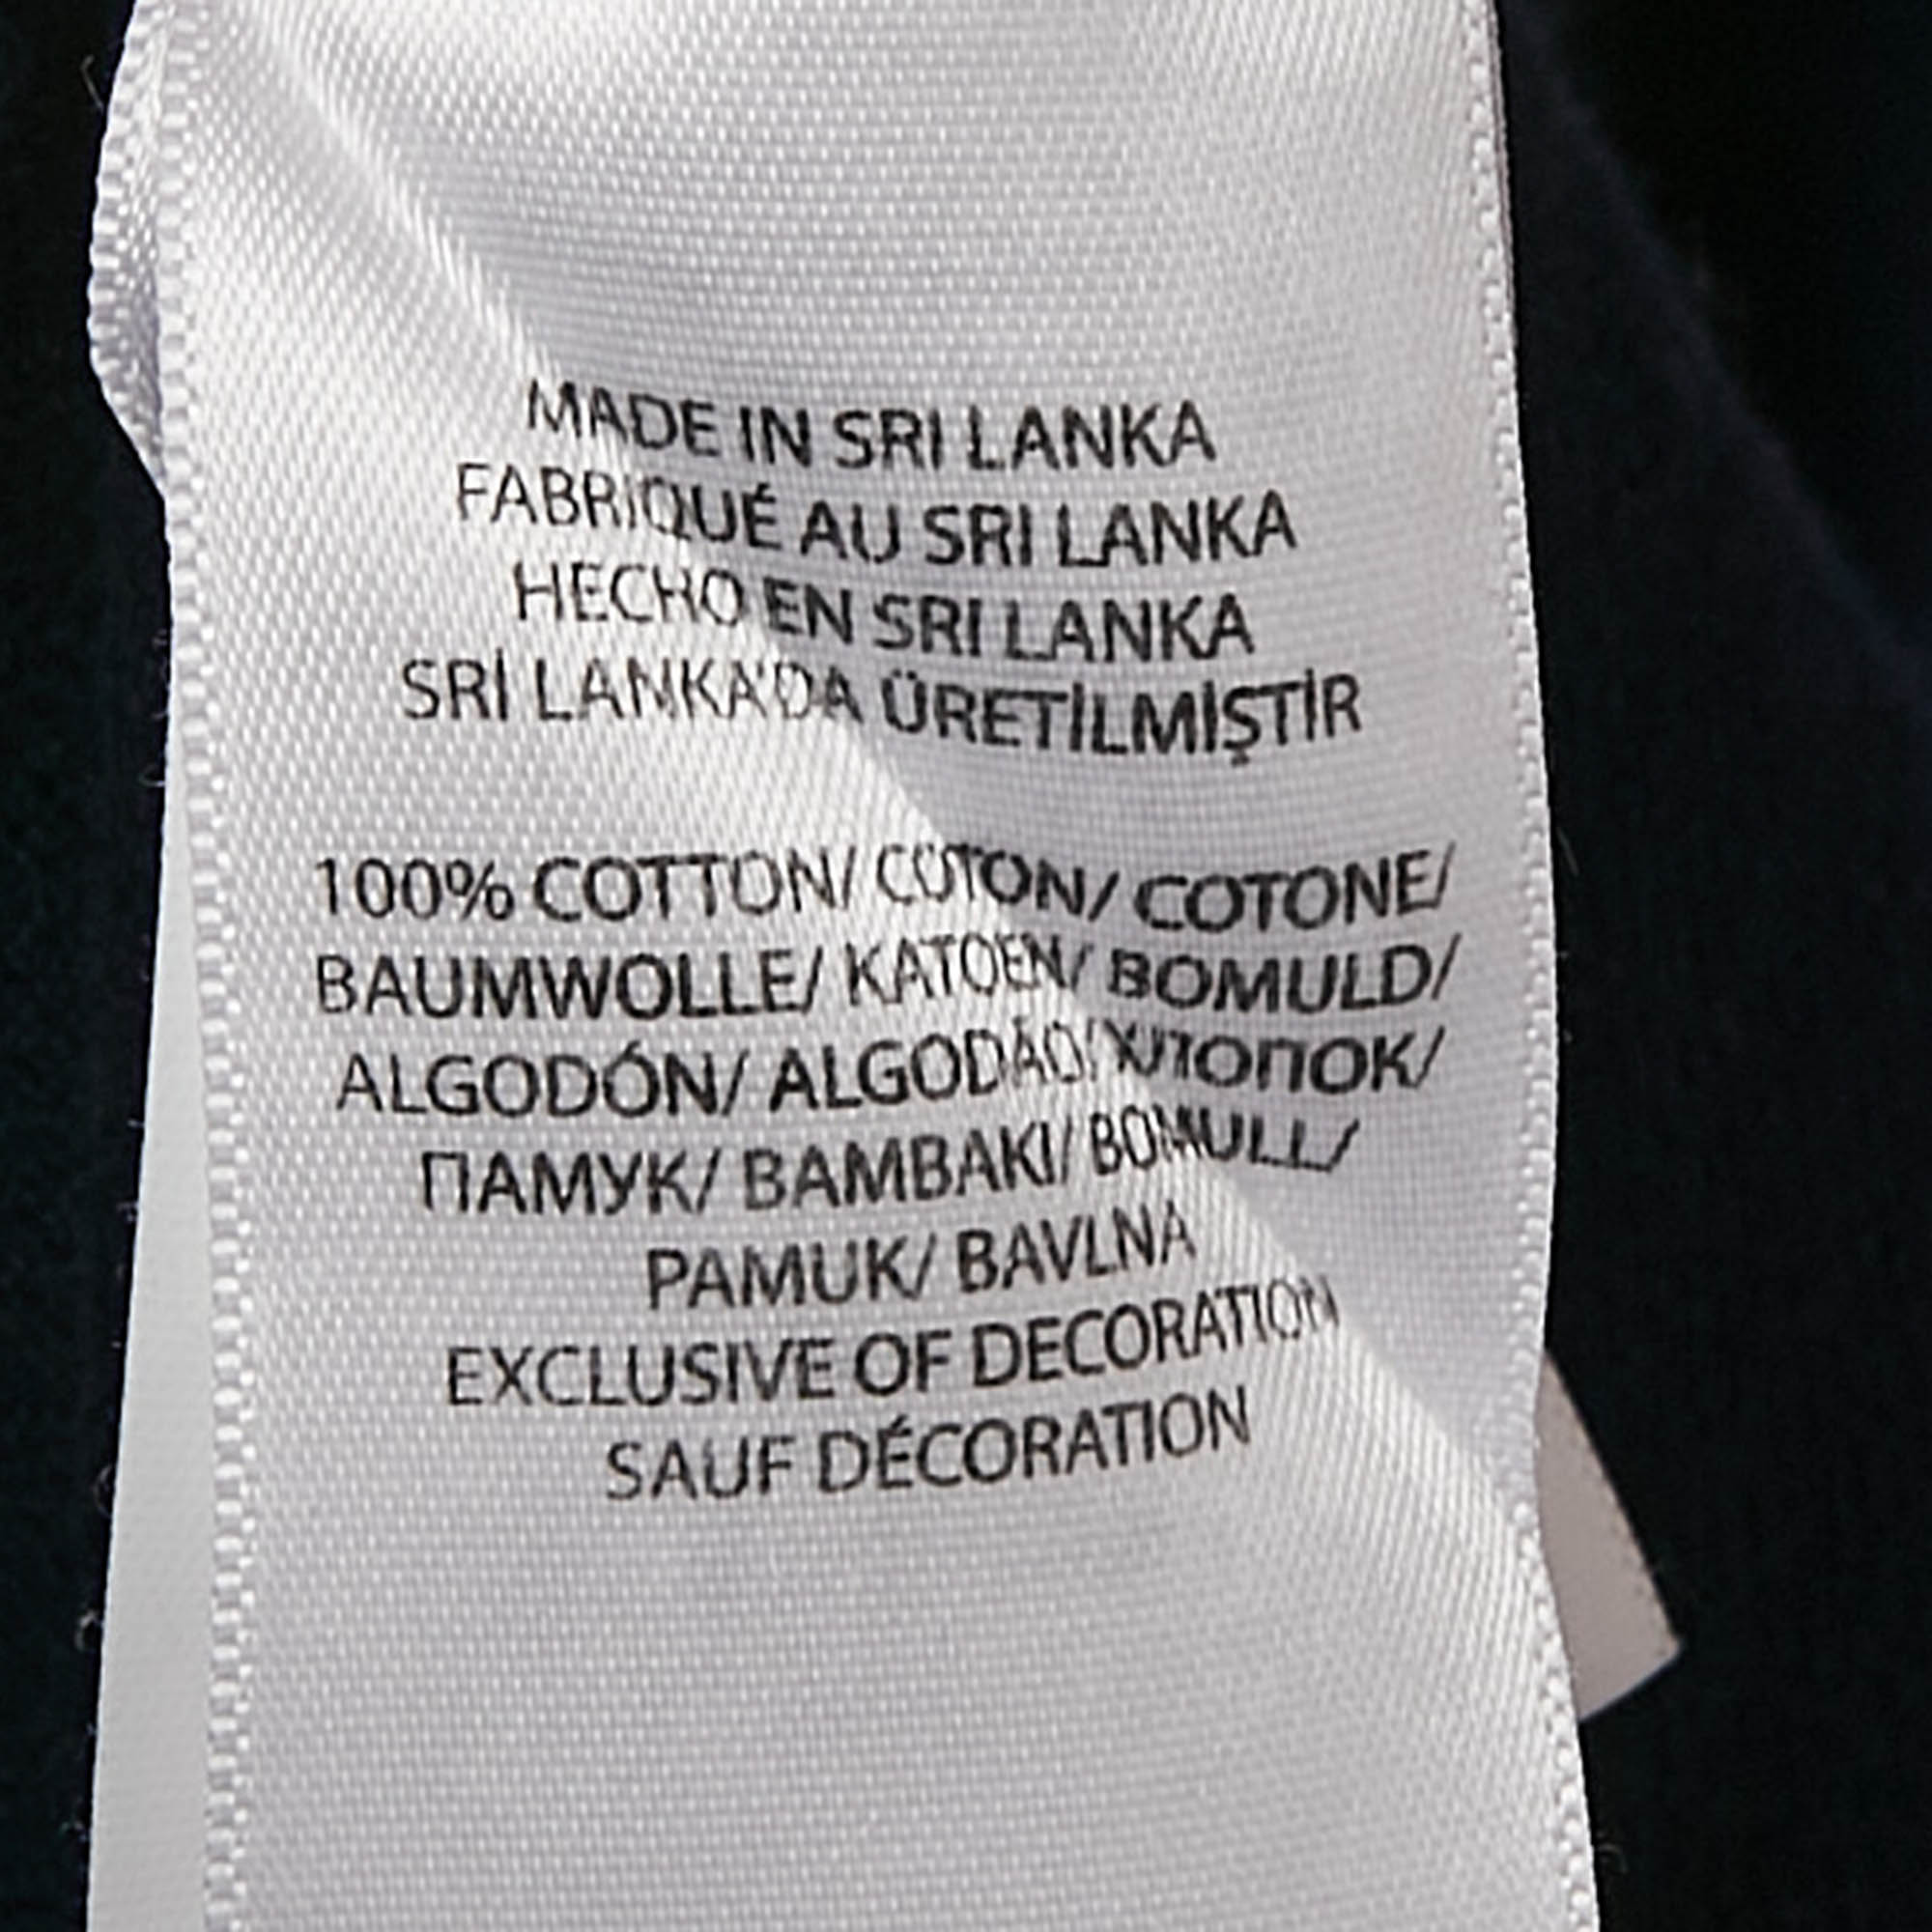 MADE IN SRI LANKA
FABRIQUÉ AU SRI LANKA
HECHO EN SRI LANKA
SRİ LANKA'DA ÜRETİLMİŞTİR
100% COTTON/ COTON/ COTONE/
BAUMWOLLE/ KATOEN/ BOMULD/
ALGODÓN/ ALGODÃO/ ХЛОПОК/
ПАМУК/ BAMBAKI/ BOMULL/
PAMUK/ BAVLNA
EXCLUSIVE OF DECORATION
SAUF DÉCORATION